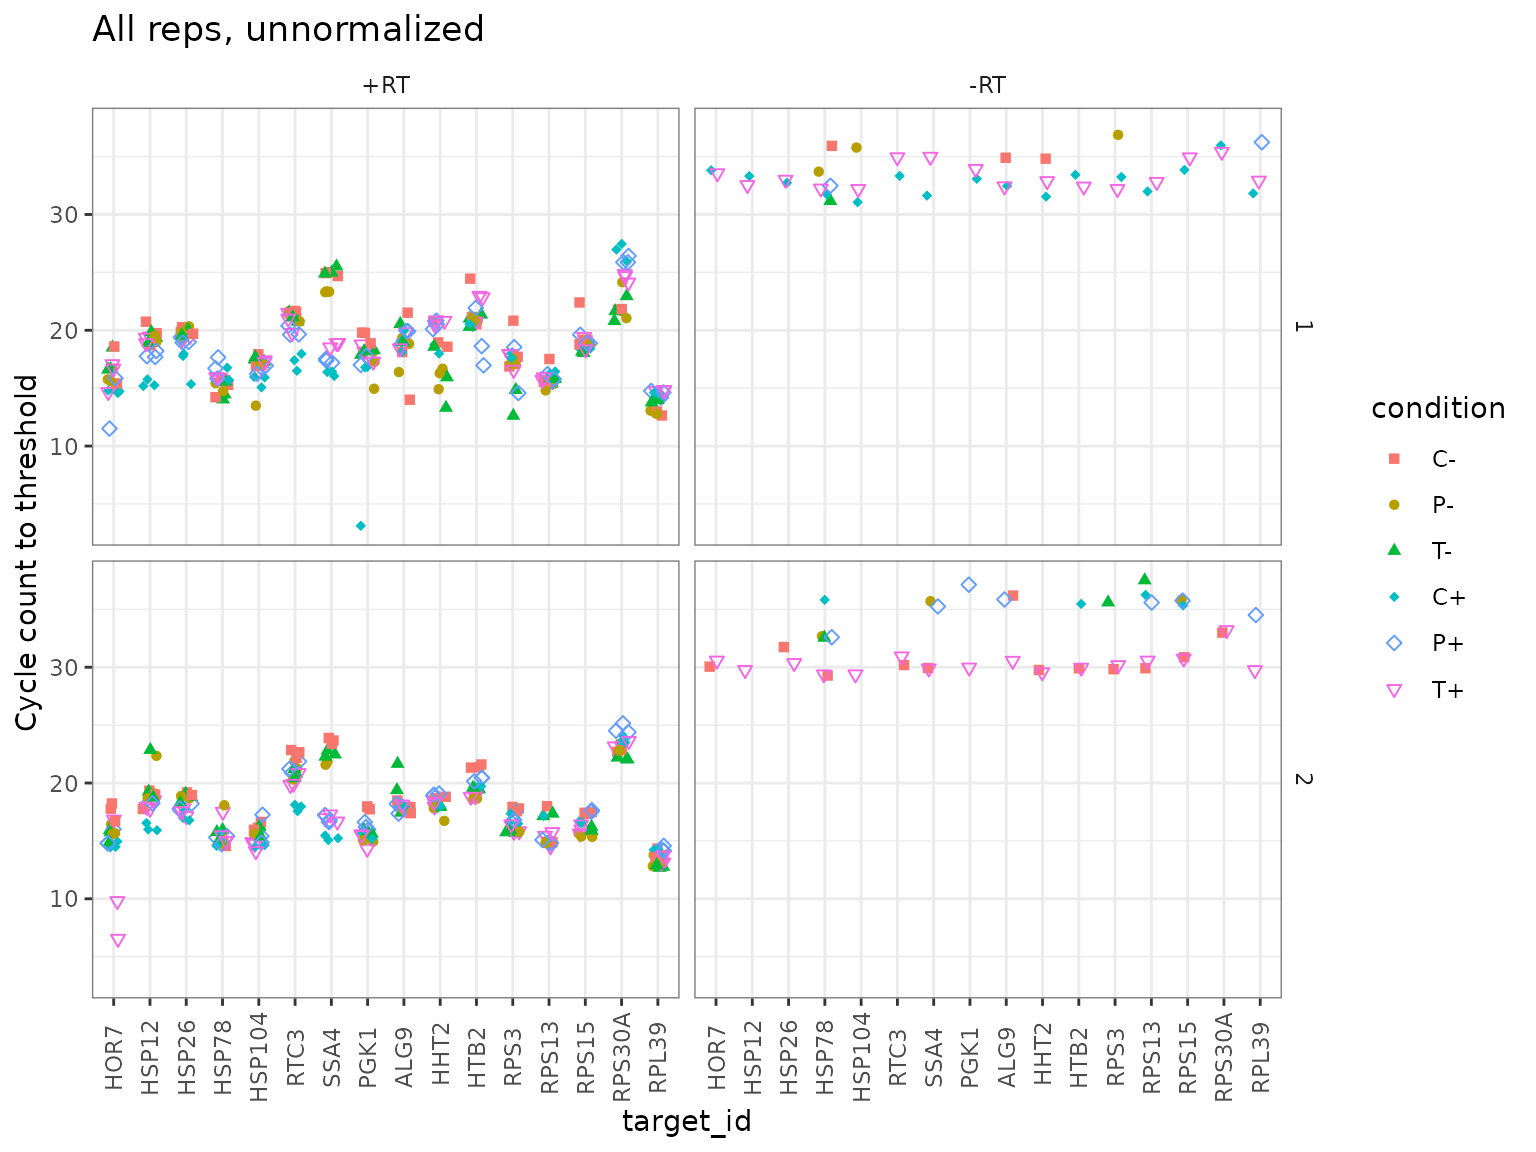 All reps, unnormalized
+RT
-RT
30
20
10
1
30
20
10
2
Cycle count to threshold
HOR7
HSP12
HSP26
HSP78
HSP104
RTC3
SSA4
PGK1
ALG9
HHT2
HTB2
RPS3
RPS13
RPS15
RPS30A
RPL39
HOR7
HSP12
HSP26
HSP78
HSP104
RTC3
SSA4
PGK1
ALG9
HHT2
HTB2
RPS3
RPS13
RPS15
RPS30A
RPL39
target_id
condition
C-
P-
T-
C+
P+
T+